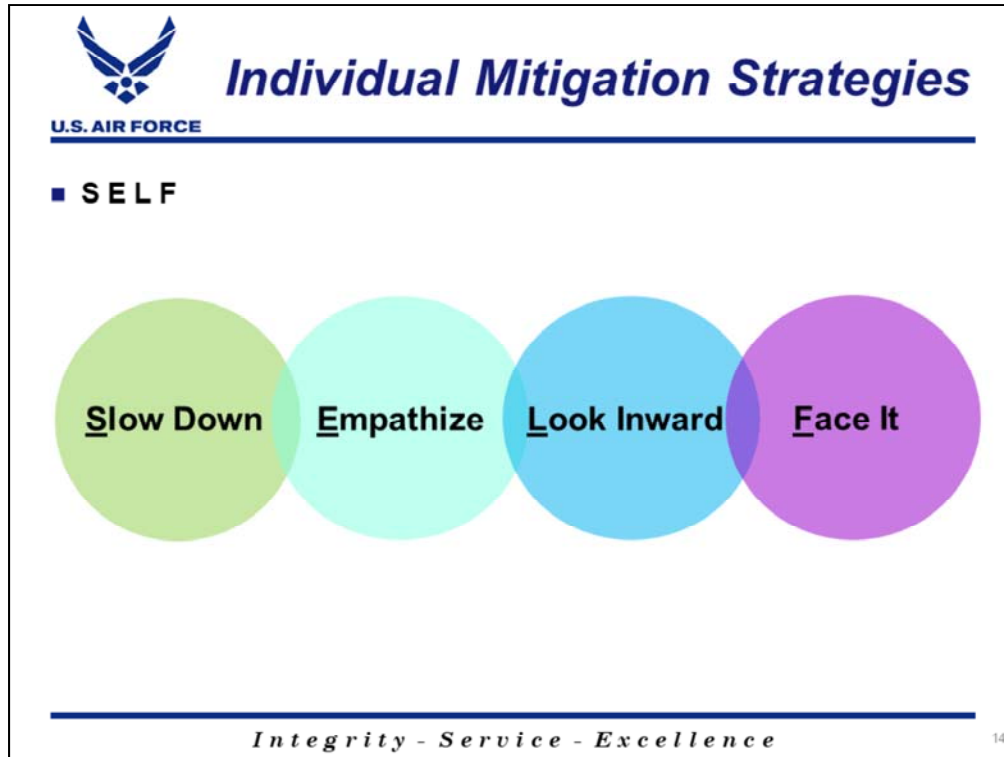 Individual Mitigation Strategies
U.S. AIR FORCE
■ S E L F
Slow Down Empathize Look Inward Face It
Integrity - Service - Excellence 14